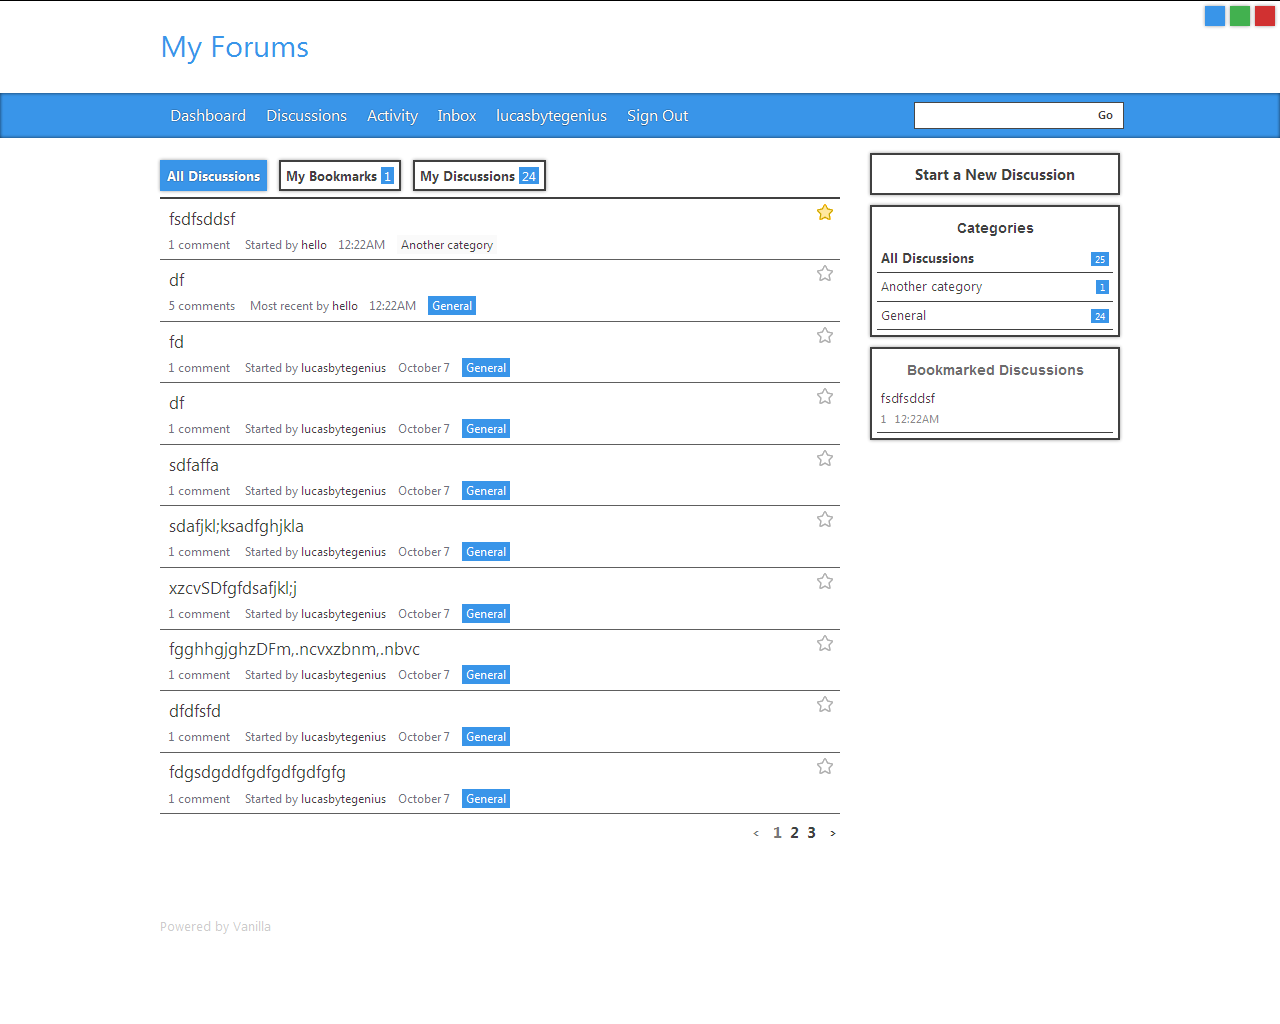 My Forums
Dashboard Discussions Activity Inbox lucasbytegenius Sign Out Go
All Discussions My Bookmarks 1 My Discussions 24
fsdfsddsf
1 comment Started by hello 12:22AM Another category
df
5 comments Most recent by hello 12:22AM General
fd
1 comment Started by lucasbytegenius October 7 General
df
1 comment Started by lucasbytegenius October 7 General
sdfaffa
1 comment Started by lucasbytegenius October 7 General
sdafjkl;ksadfghjkla
1 comment Started by lucasbytegenius October 7 General
xzcvSDfgfdsafjkl;j
1 comment Started by lucasbytegenius October 7 General
fgghhgjghzDFm,.ncvxzbnm,.nbvc
1 comment Started by lucasbytegenius October 7 General
dfdfsfd
1 comment Started by lucasbytegenius October 7 General
fdgsdgddfgdfgdfgdfgfg
1 comment Started by lucasbytegenius October 7 General
< 1 2 3 >
Start a New Discussion
Categories
All Discussions 25
Another category 1
General 24
Bookmarked Discussions
fsdfsddsf
1 12:22AM
Powered by Vanilla